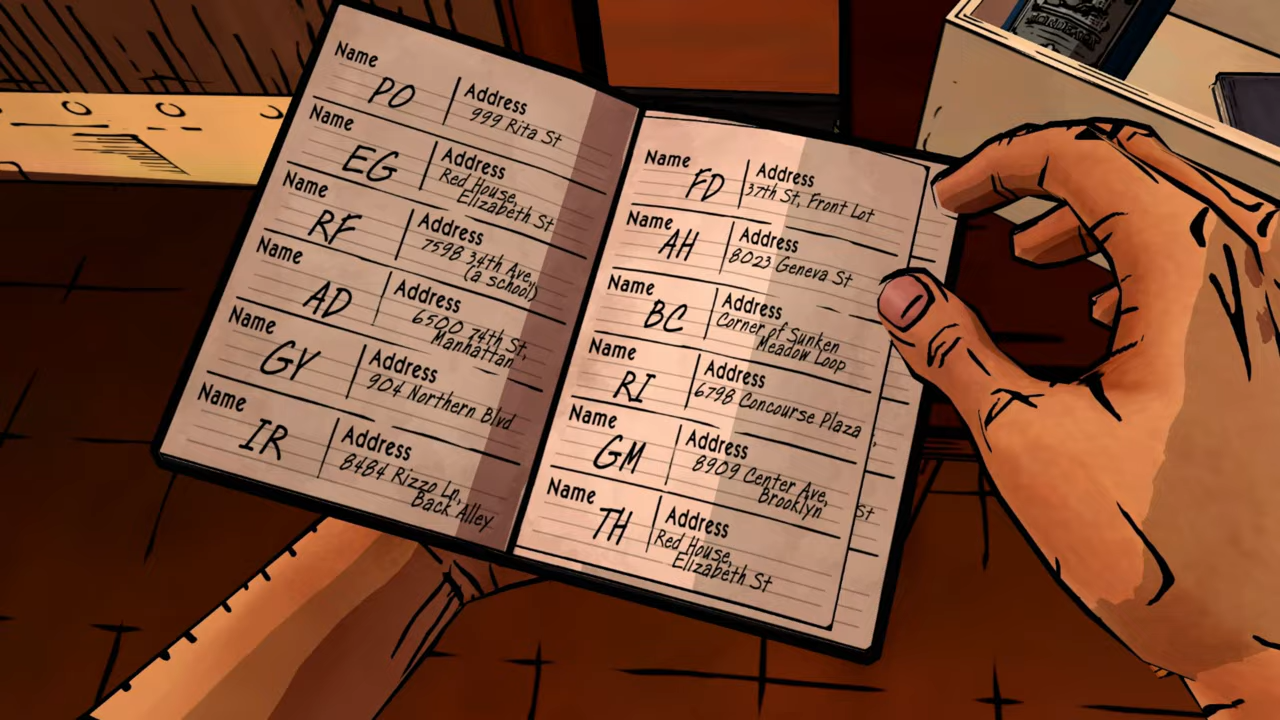 Name
PO
Address
999 Rita St
Name
EG
Address
Red House,
Elizabeth St
Name
RF
Address
7598 34th Ave,
(a school)
Name
AD
Address
6500 74th St,
Manhattan
Name
GY
Address
904 Northern Blvd
Name
IR
Address
8484 Rizzo Ln,
Back Alley
Name
FD
Address
37th St, Front Lot
Name
AH
Address
8023 Geneva St
Name
BC
Address
Corner of Sunken
Meadow Loop
Name
RI
Address
6798 Concourse Plaza
Name
GM
Address
8909 Center Ave,
Brooklyn
Name
TH
Address
Red House,
Elizabeth St
St